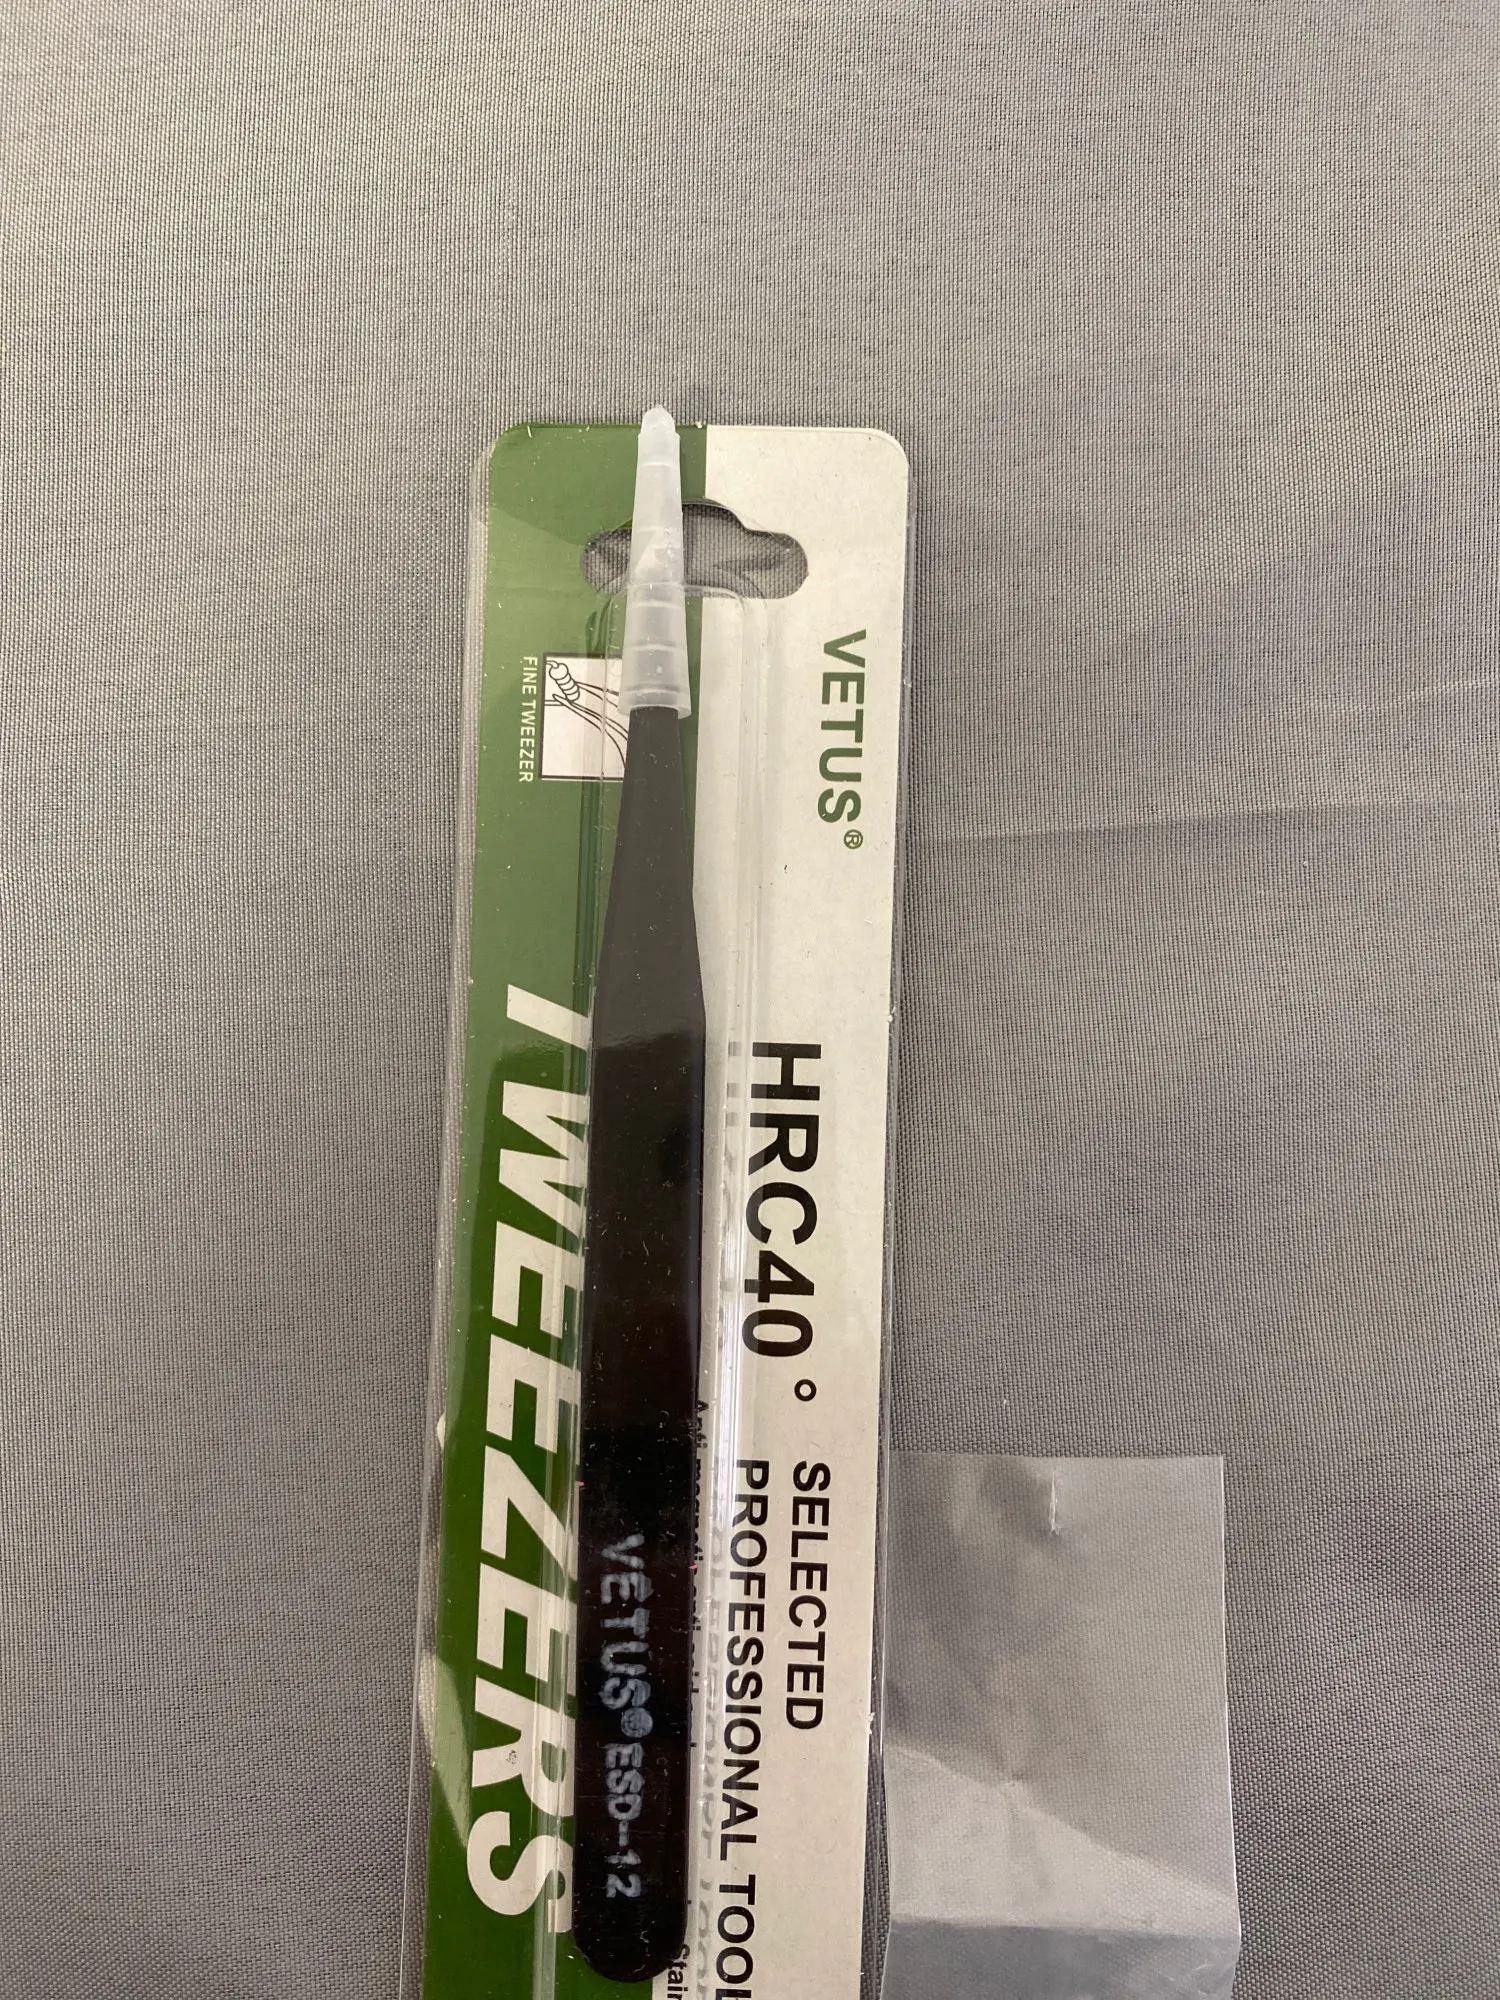 VETUS®
HRC40°
SELECTED
PROFESSIONAL TOOL
VETUS® ESD-12
FINE TWEEZER
TWEEZERS